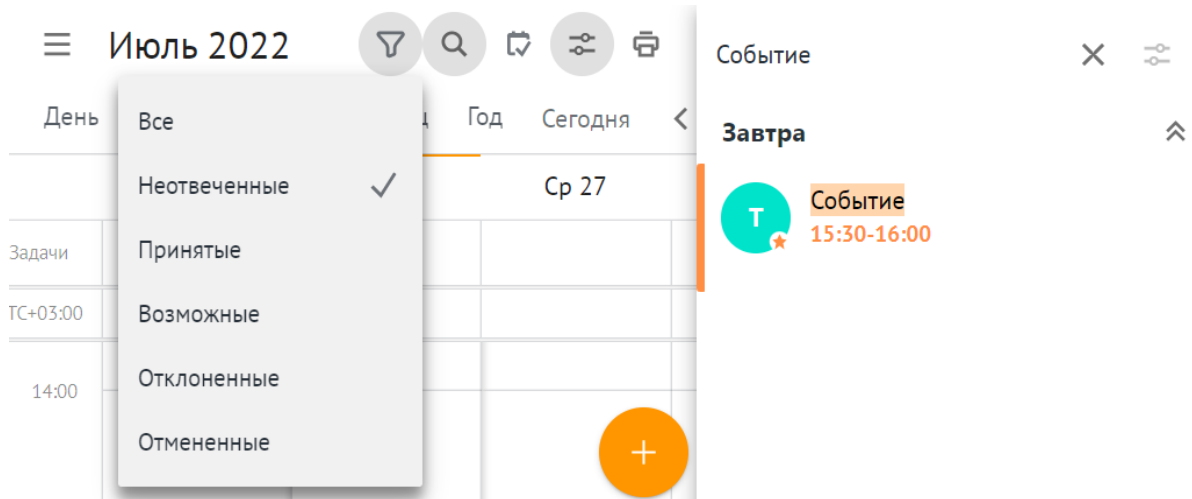 Июль 2022
День
Год
Сегодня
Ср 27
Задачи
ТС+03:00
14:00
Все
Неотвеченные
Принятые
Возможные
Отклоненные
Отмененные
Событие
Завтра
Т
Событие
15:30-16:00